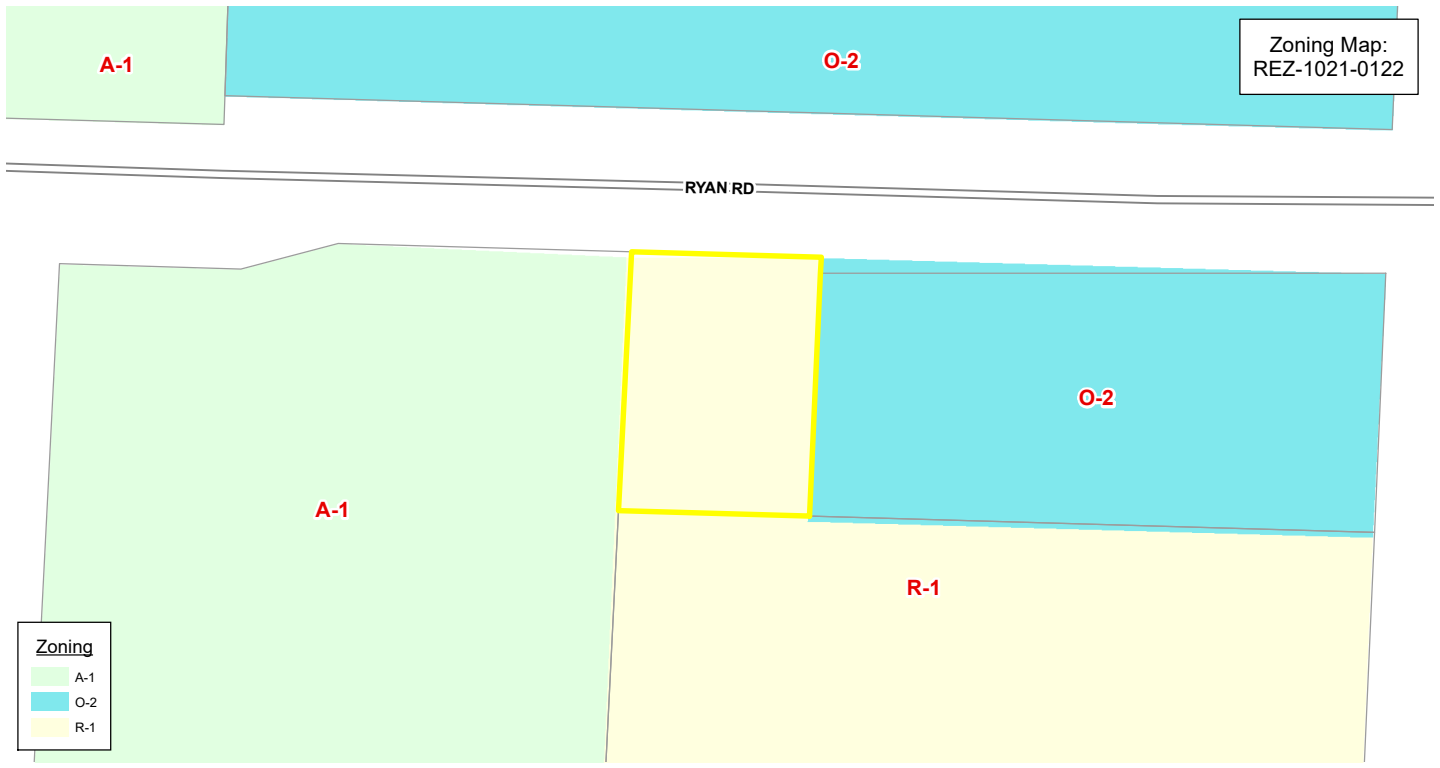 A-1
O-2
Zoning Map:
REZ-1021-0122
RYAN RD
O-2
A-1
R-1
Zoning
A-1
O-2
R-1